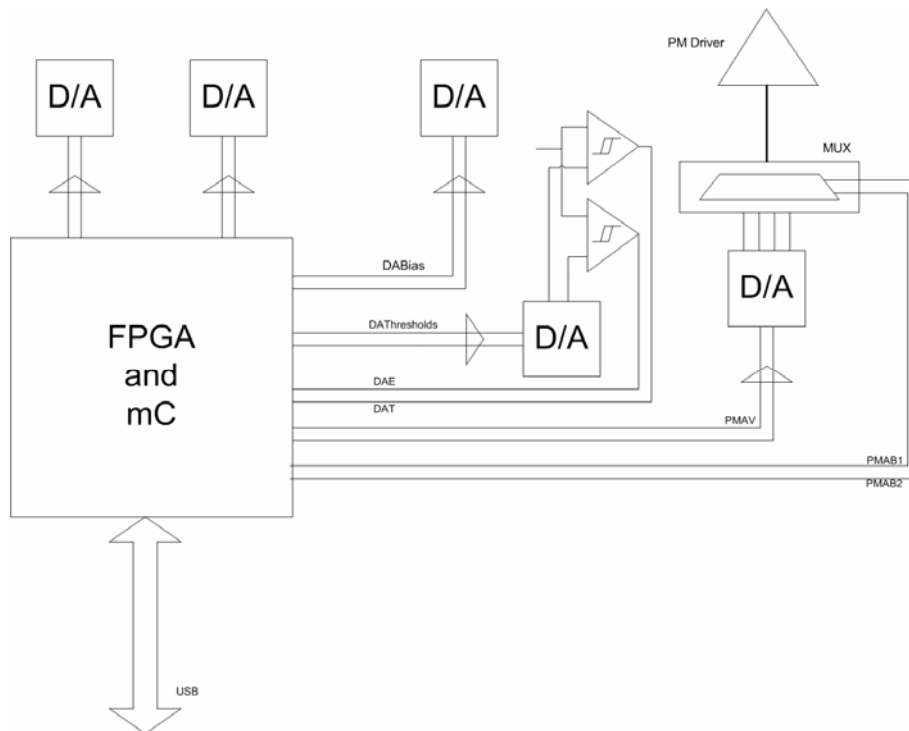 PM Driver
D/A
D/A
D/A
MUX
D/A
DABias
DAThresholds
D/A
FPGA
and
mC
DAE
DAT
PMAV
PMAB1
PMAB2
USB